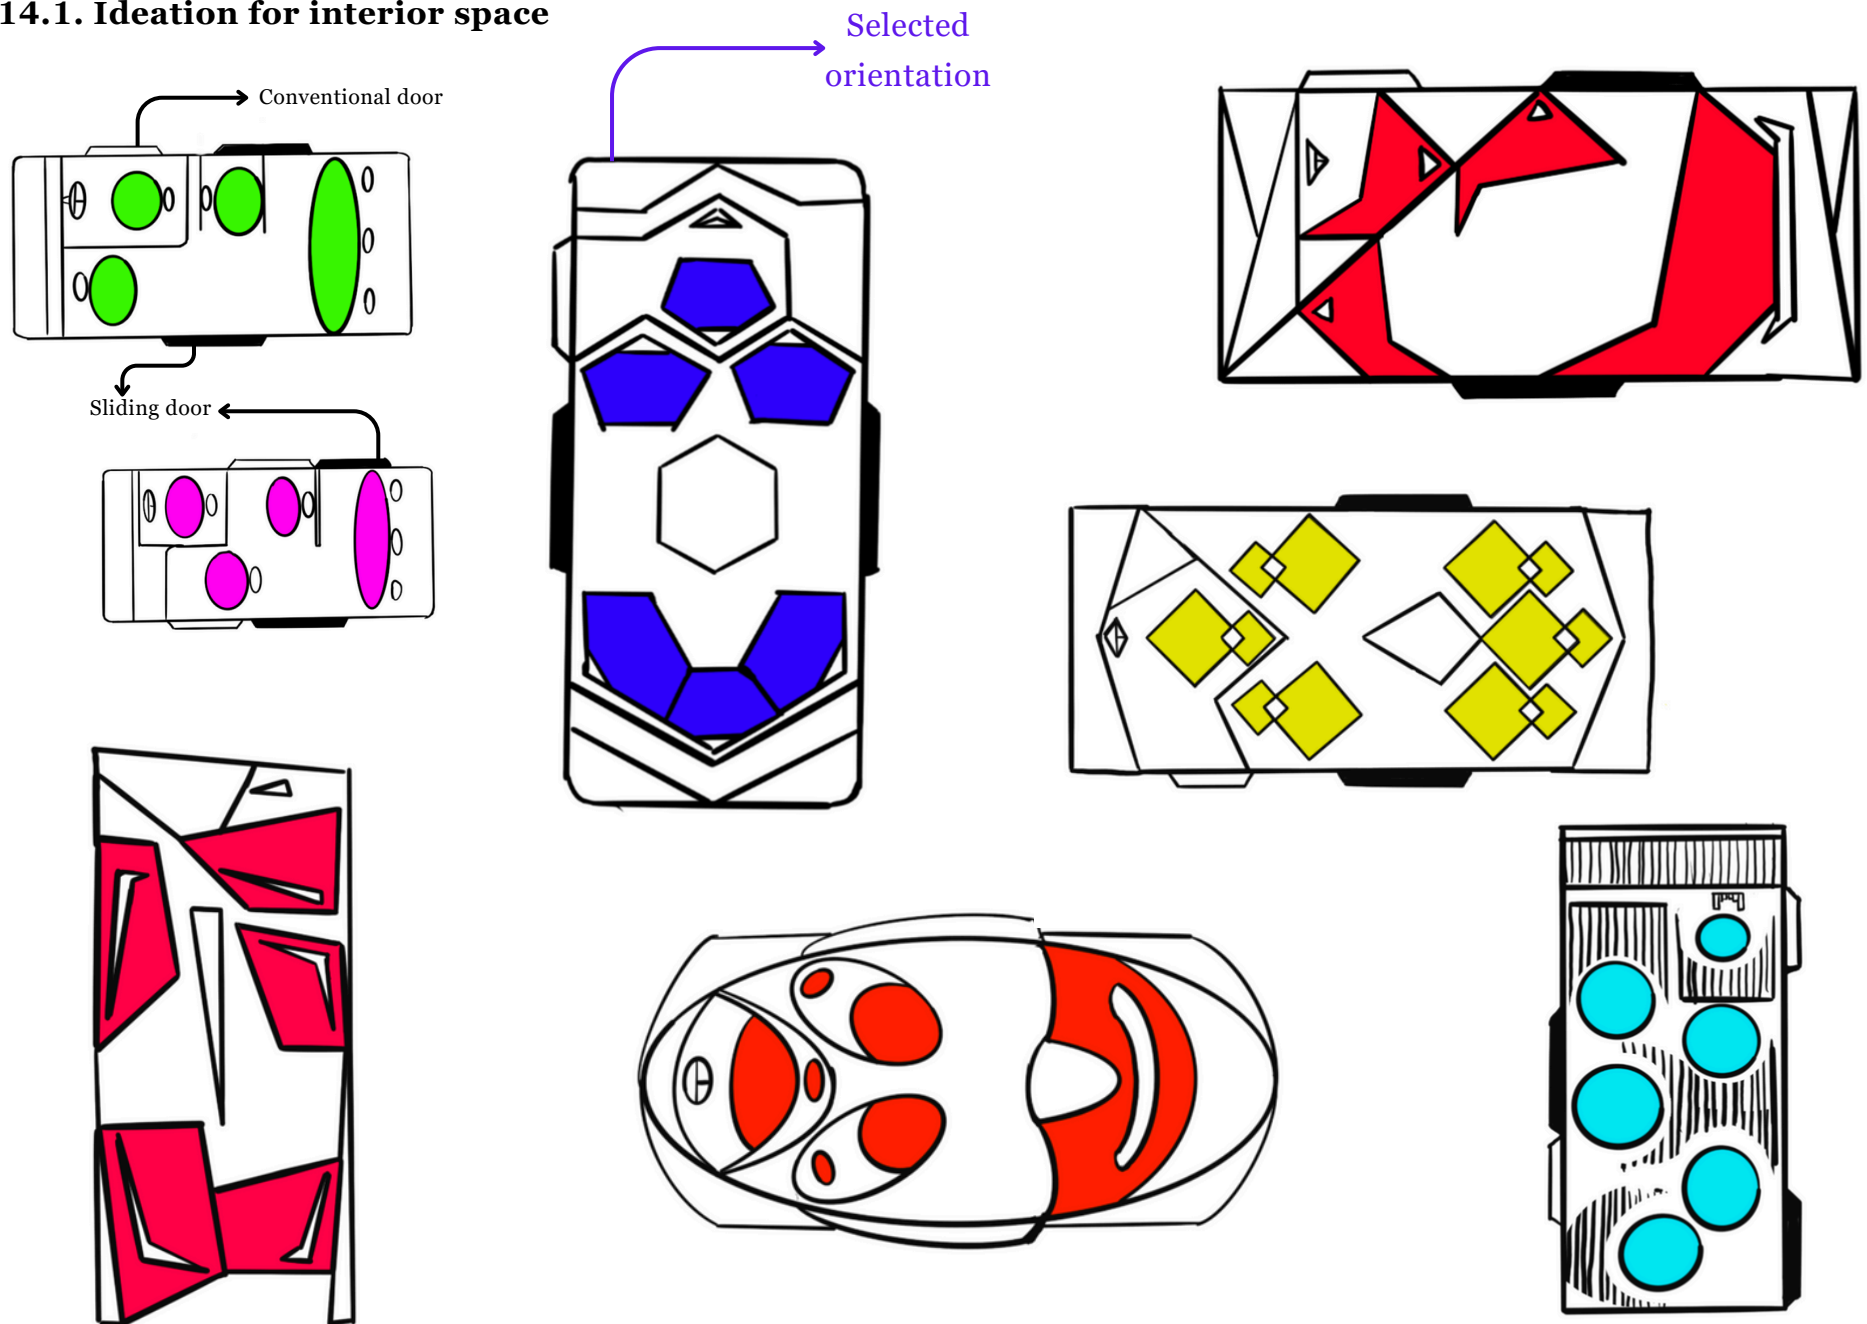 14.1. Ideation for interior space
Selected
orientation
Conventional door
Sliding door